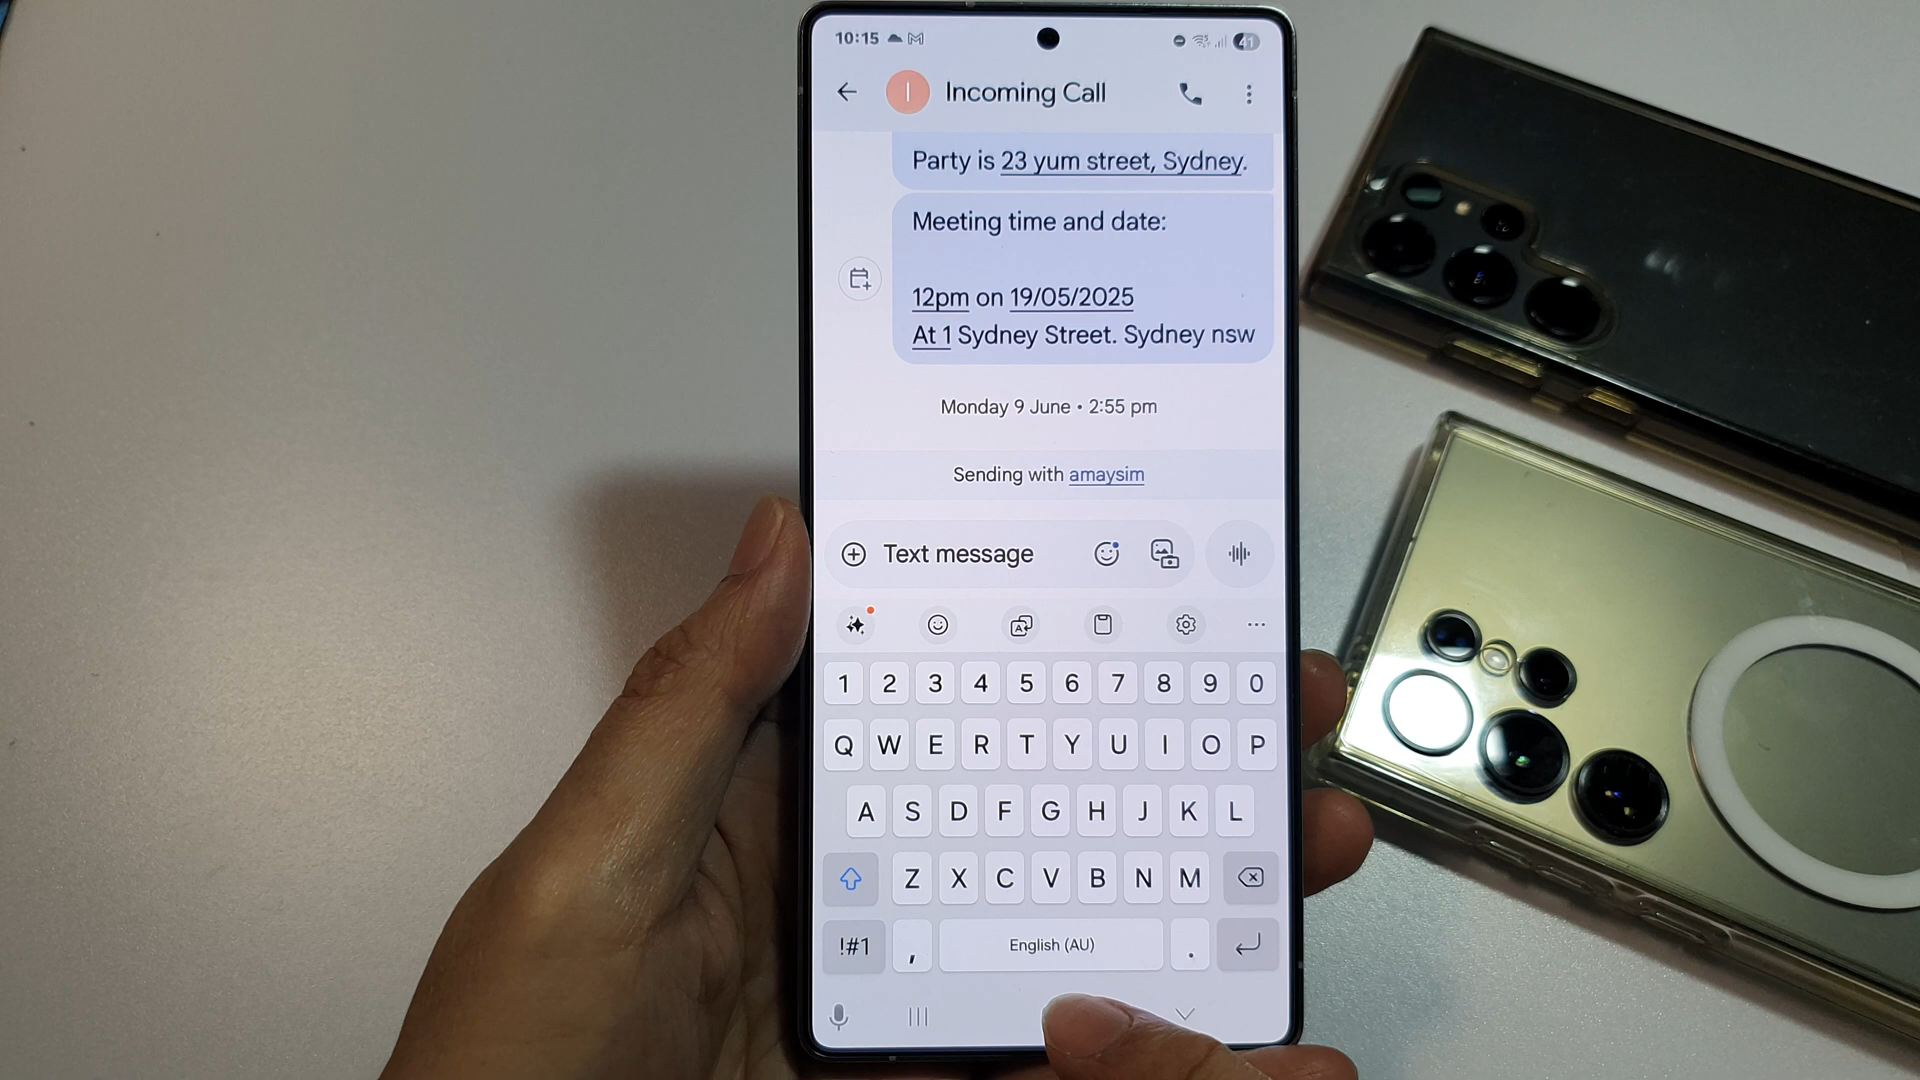 10:15
41
I
Incoming Call
Party is 23 yum street, Sydney.
Meeting time and date:
12pm on 19/05/2025
At 1 Sydney Street. Sydney nsw
Monday 9 June • 2:55 pm
Sending with amaysim
Text message
1 2 3 4 5 6 7 8 9 0
Q W E R T Y U I O P
A S D F G H J K L
Z X C V B N M
!#1 , English (AU) .